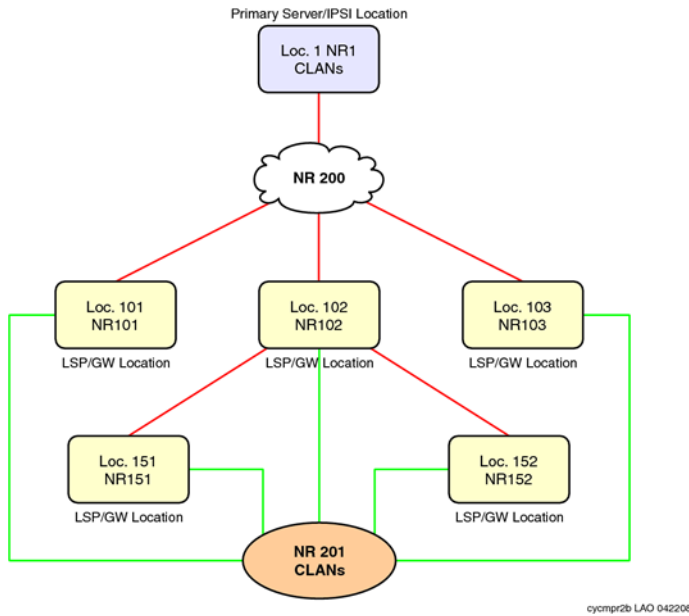 Primary Server/IPSI Location
Loc. 1 NR1
CLANs
NR 200
Loc. 101
NR101
Loc. 102
NR102
Loc. 103
NR103
LSP/GW Location
LSP/GW Location
LSP/GW Location
Loc. 151
NR151
Loc. 152
NR152
LSP/GW Location
LSP/GW Location
NR 201
CLANs
cycmpr2b LAO 042208